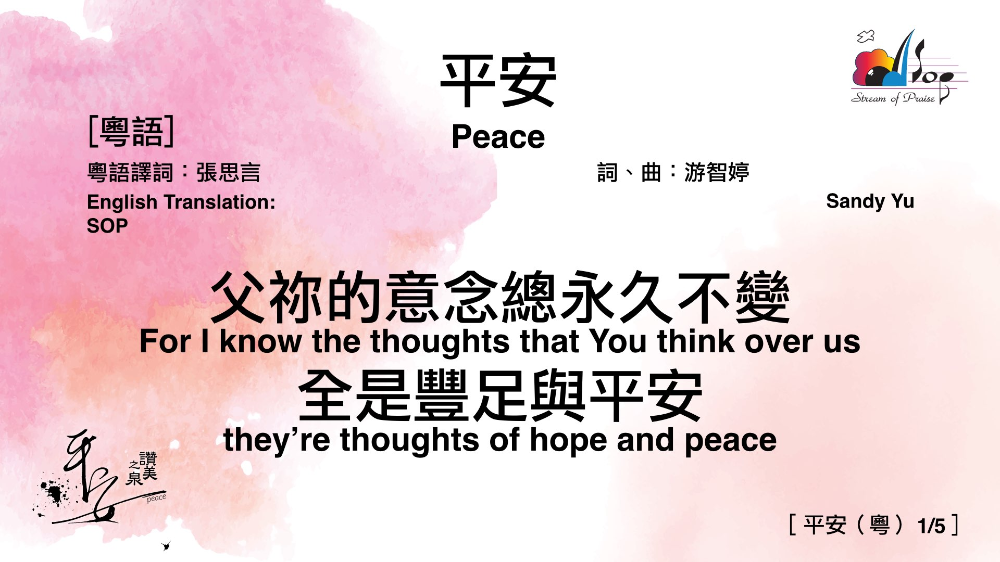 平安
Peace
SOP
Stream of Praise
[粵語]
粵語譯詞：張思言
English Translation:
SOP
詞、曲：游智婷
Sandy Yu
父祢的意念總永久不變
For I know the thoughts that You think over us
全是豐足與平安
they’re thoughts of hope and peace
平安
讚美
之泉
peace
[ 平安（粵） 1/5 ]